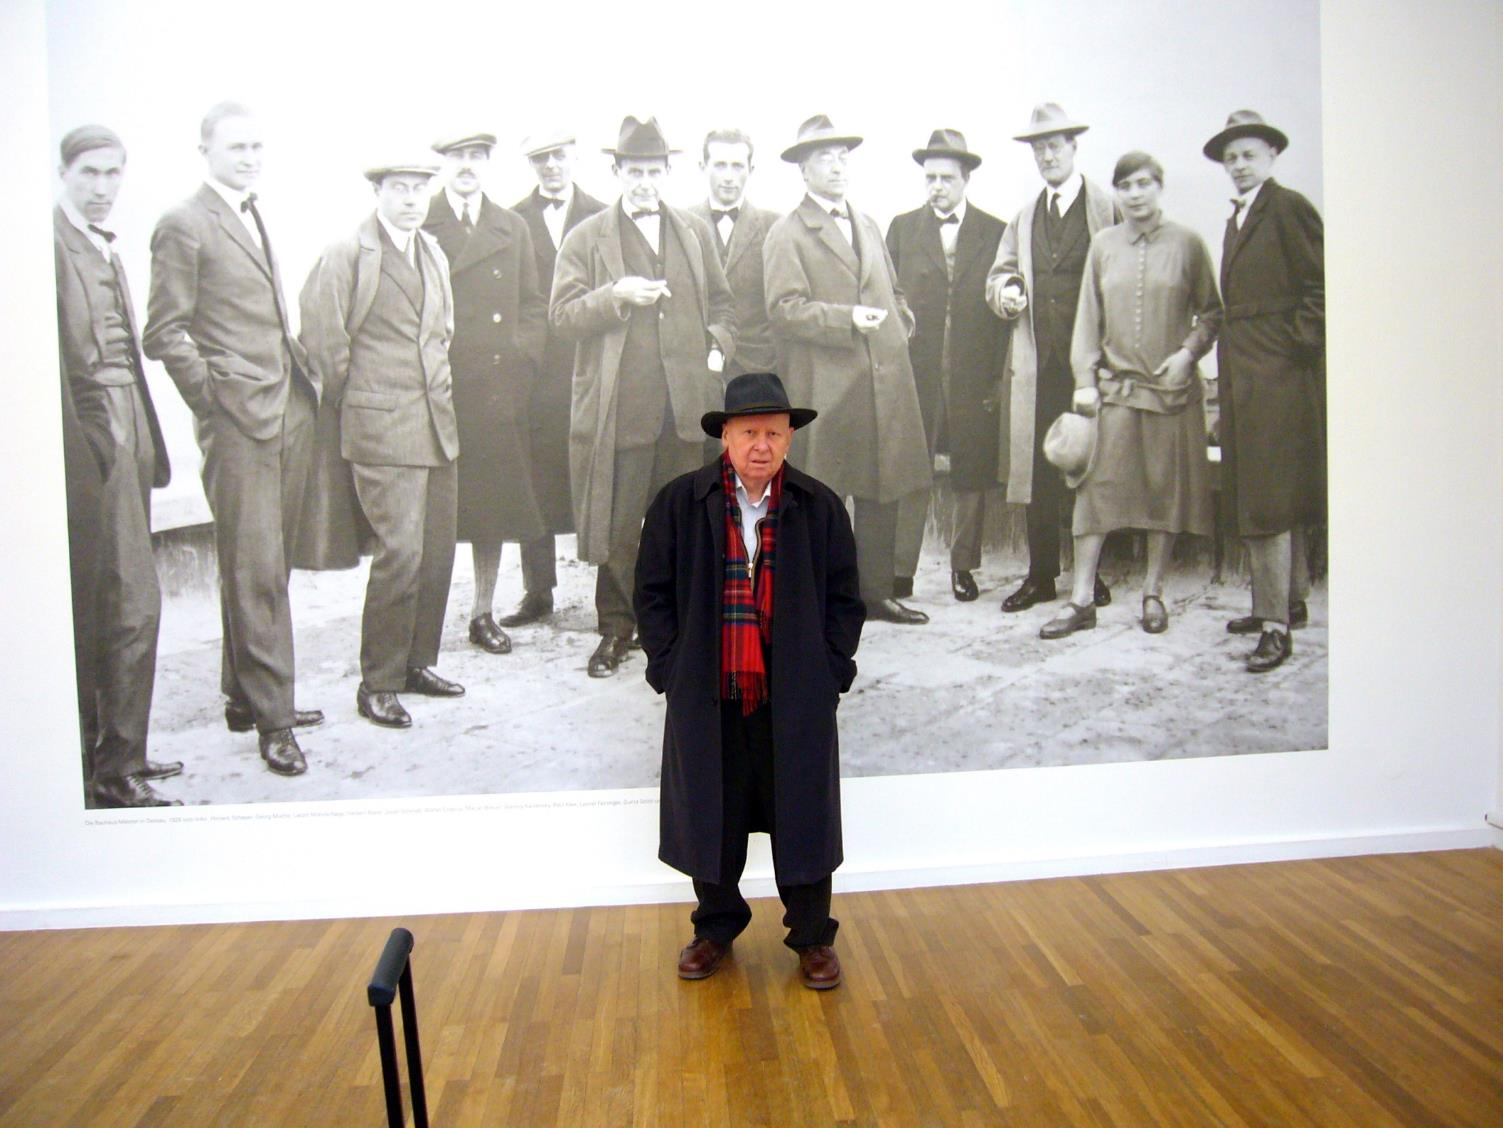 Die Bauhaus-Meister in Dessau, 1926 von links: Hinnerk Scheper, Georg Muche, László Moholy-Nagy, Herbert Bayer, Joost Schmidt, Walter Gropius, Marcel Breuer, Wassily Kandinsky, Paul Klee, Lyonel Feininger, Gunta Stölzl